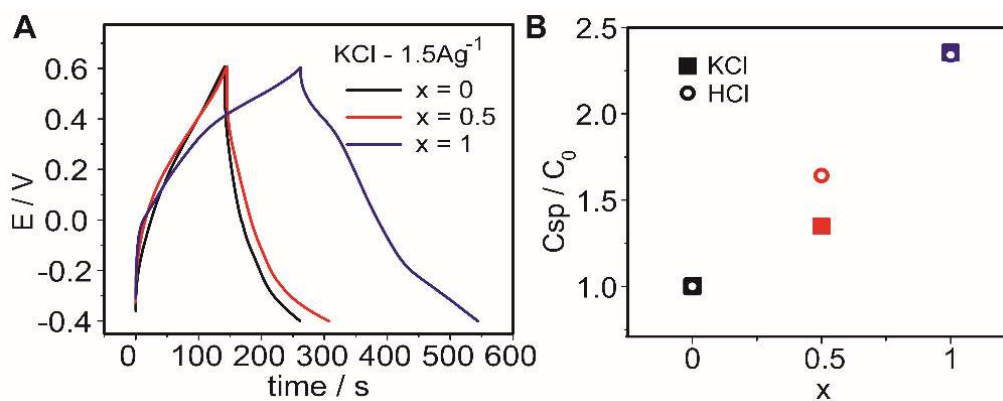 A
KCl - 1.5Ag⁻¹
x = 0
x = 0.5
x = 1
E / V
0.6
0.4
0.2
0.0
-0.2
-0.4
0 100 200 300 400 500 600
time / s
B
KCl
HCl
Csp / C₀
2.5
2.0
1.5
1.0
0 0.5 1
x